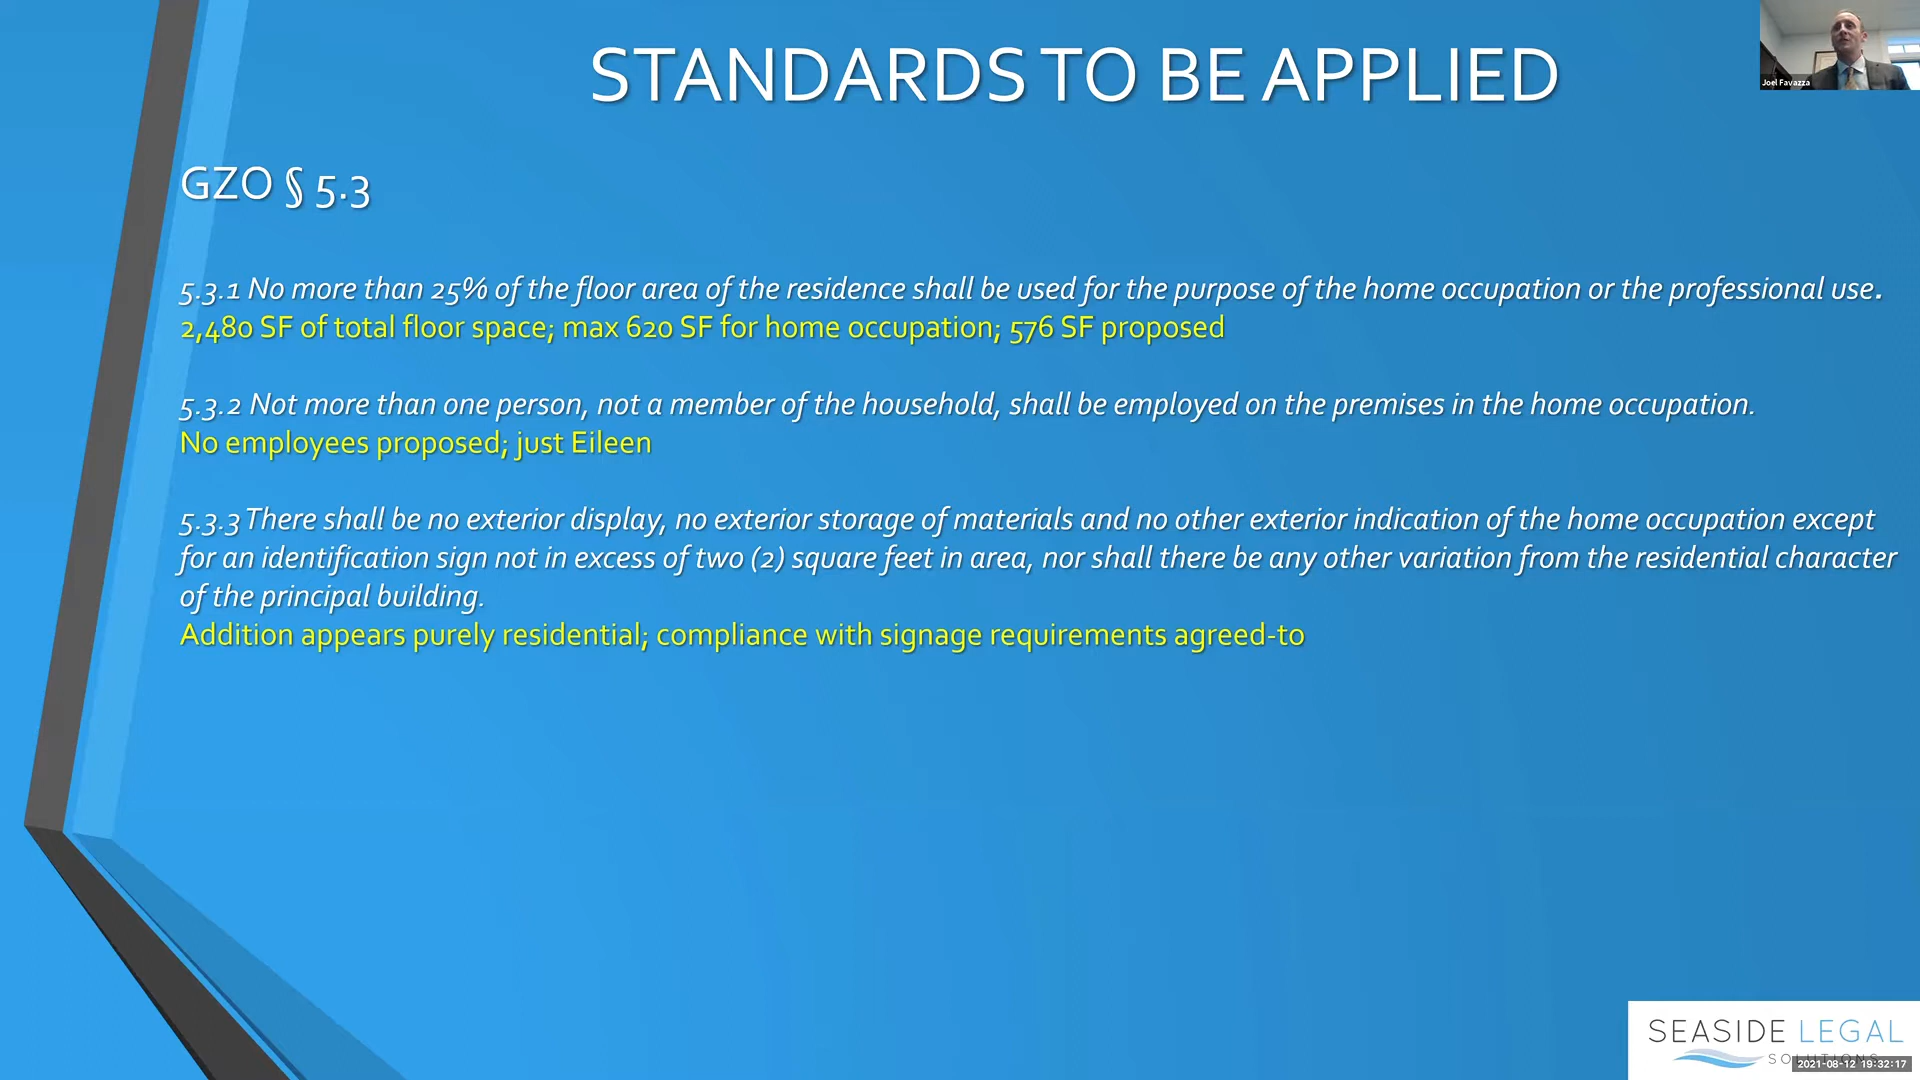 STANDARDS TO BE APPLIED
Joel Favazza
GZO § 5.3
5.3.1 No more than 25% of the floor area of the residence shall be used for the purpose of the home occupation or the professional use.
2,480 SF of total floor space; max 620 SF for home occupation; 576 SF proposed
5.3.2 Not more than one person, not a member of the household, shall be employed on the premises in the home occupation.
No employees proposed; just Eileen
5.3.3 There shall be no exterior display, no exterior storage of materials and no other exterior indication of the home occupation except
for an identification sign not in excess of two (2) square feet in area, nor shall there be any other variation from the residential character
of the principal building.
Addition appears purely residential; compliance with signage requirements agreed-to
SEASIDE LEGAL
SOLUTIONS
2021-08-12 19:32:17